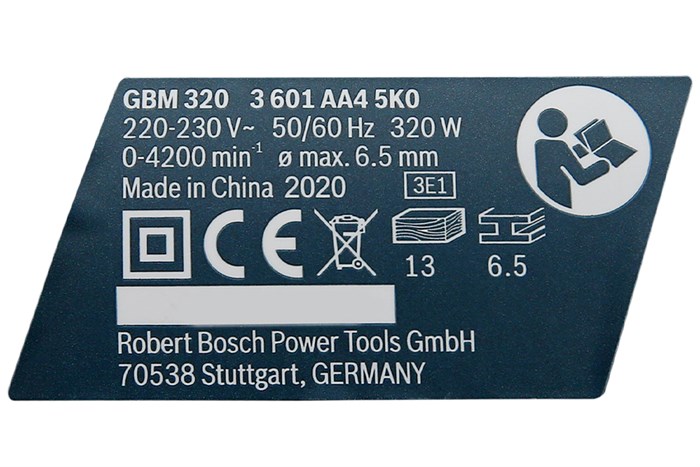 GBM 320 3 601 AA4 5K0
220-230 V~ 50/60 Hz 320 W
0-4200 min⁻¹ ø max. 6.5 mm
Made in China 2020 3E1
CE
13 6.5
Robert Bosch Power Tools GmbH
70538 Stuttgart, GERMANY